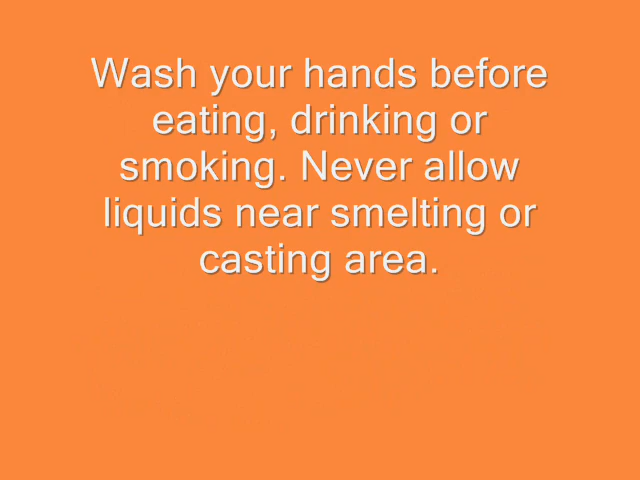 Wash your hands before
eating, drinking or
smoking. Never allow
liquids near smelting or
casting area.